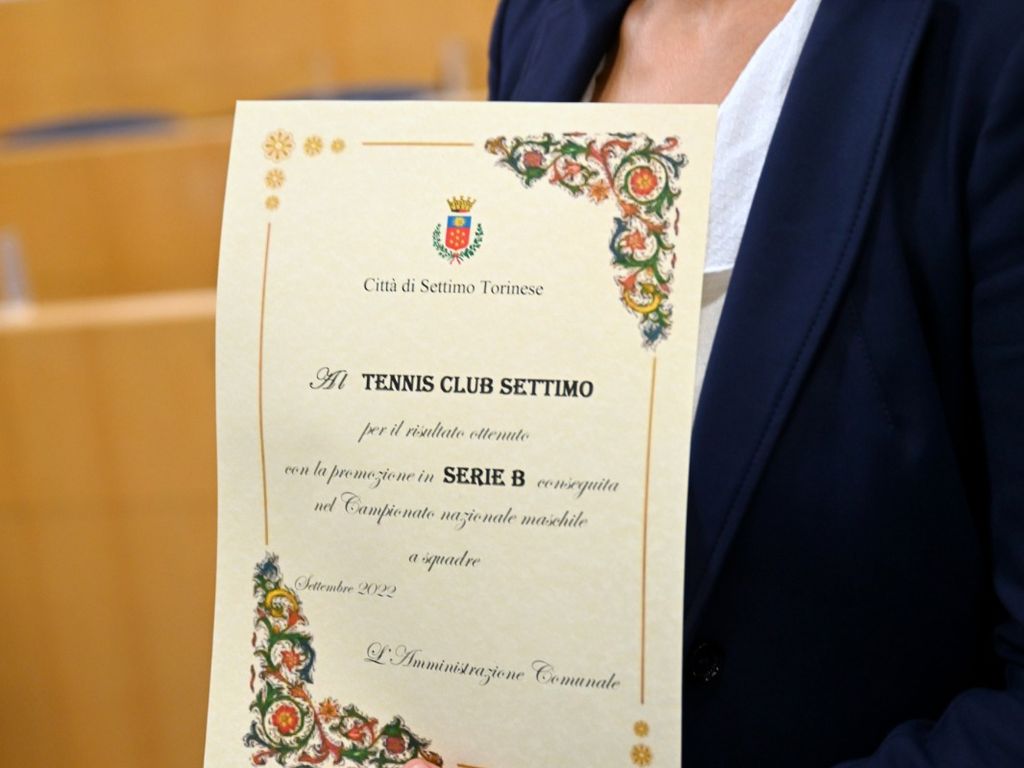 Città di Settimo Torinese
Al TENNIS CLUB SETTIMO
per il risultato ottenuto
con la promozione in SERIE B conseguita
nel Campionato nazionale maschile
a squadre
Settembre 2022
L'Amministrazione Comunale